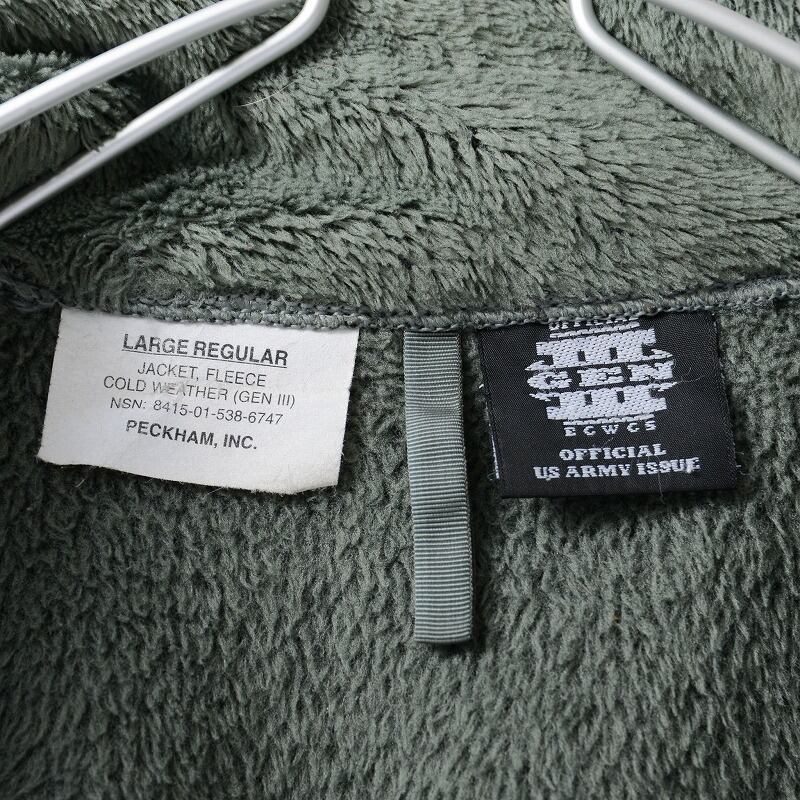 LARGE REGULAR
JACKET, FLEECE
COLD WEATHER (GEN III)
NSN: 8415-01-538-6747
PECKHAM, INC.
III
GEN
ECWCS
OFFICIAL
US ARMY ISSUE